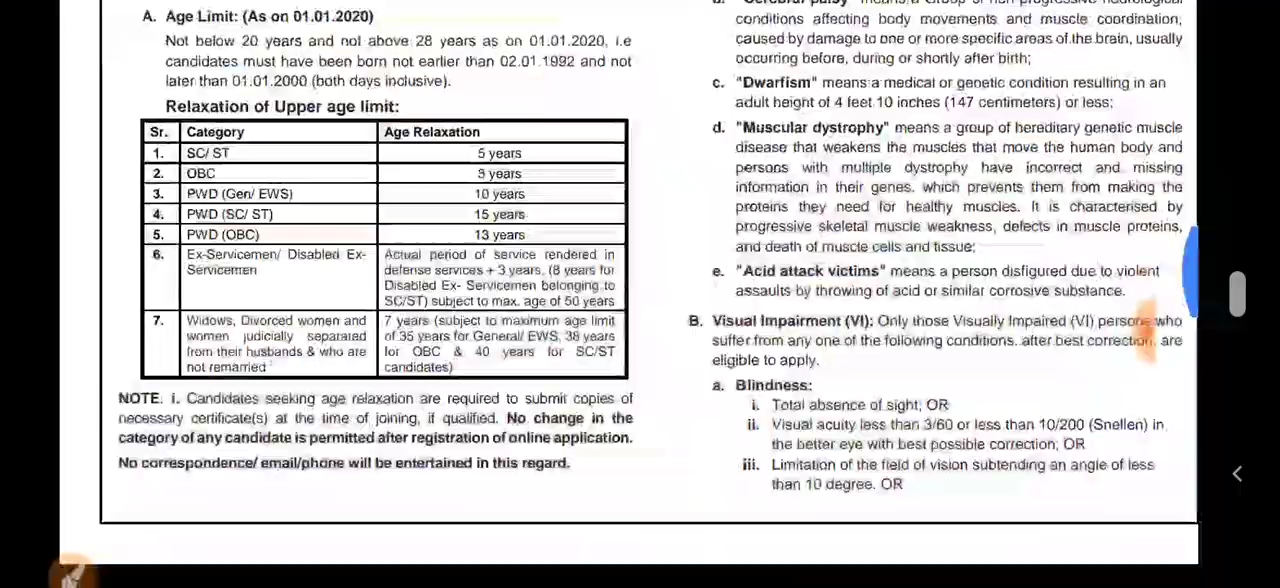 A. Age Limit: (As on 01.01.2020)
Not below 20 years and not above 28 years as on 01.01.2020, i.e
candidates must have been born not earlier than 02.01.1992 and not
later than 01.01.2000 (both days inclusive).
Relaxation of Upper age limit:
Sr. Category Age Relaxation
1. SC/ ST 5 years
2. OBC 3 years
3. PWD (Gen/ EWS) 10 years
4. PWD (SC/ ST) 15 years
5. PWD (OBC) 13 years
6. Ex-Servicemen/ Disabled Ex- Actual period of service rendered in
Servicemen defense services + 3 years, (8 years for
Disabled Ex- Servicemen belonging to
SC/ST) subject to max. age of 50 years
7. Widows, Divorced women and 7 years (subject to maximum age limit
women judicially separated of 35 years for General/ EWS, 38 years
from their husbands & who are for OBC & 40 years for SC/ST
not remarried candidates)
NOTE. i. Candidates seeking age relaxation are required to submit copies of
necessary certificate(s) at the time of joining, if qualified. No change in the
category of any candidate is permitted after registration of online application.
No correspondence/ email/phone will be entertained in this regard.
conditions affecting body movements and muscle coordination,
caused by damage to one or more specific areas of the brain, usually
occurring before, during or shortly after birth;
c. "Dwarfism" means a medical or genetic condition resulting in an
adult height of 4 feet 10 inches (147 centimeters) or less;
d. "Muscular dystrophy" means a group of hereditary genetic muscle
disease that weakens the muscles that move the human body and
persons with multiple dystrophy have incorrect and missing
information in their genes, which prevents them from making the
proteins they need for healthy muscles. It is characterised by
progressive skeletal muscle weakness, defects in muscle proteins,
and death of muscle cells and tissue;
e. "Acid attack victims" means a person disfigured due to violent
assaults by throwing of acid or similar corrosive substance.
B. Visual Impairment (VI): Only those Visually Impaired (VI) persons who
suffer from any one of the following conditions, after best correction, are
eligible to apply.
a. Blindness:
i. Total absence of sight, OR
ii. Visual acuity less than 3/60 or less than 10/200 (Snellen) in
the better eye with best possible correction, OR
iii. Limitation of the field of vision subtending an angle of less
than 10 degree. OR